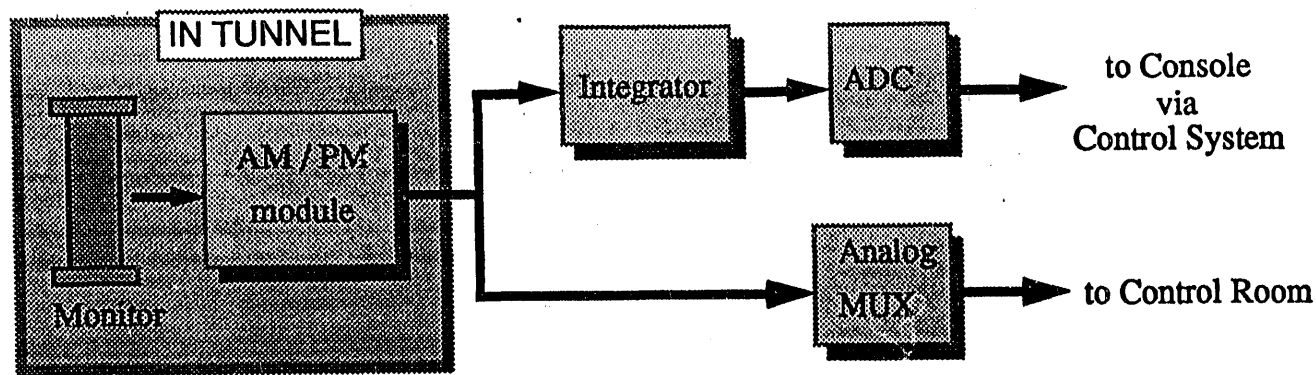 IN TUNNEL
Monitor
AM / PM
module
Integrator
ADC
to Console
via
Control System
Analog
MUX
to Control Room